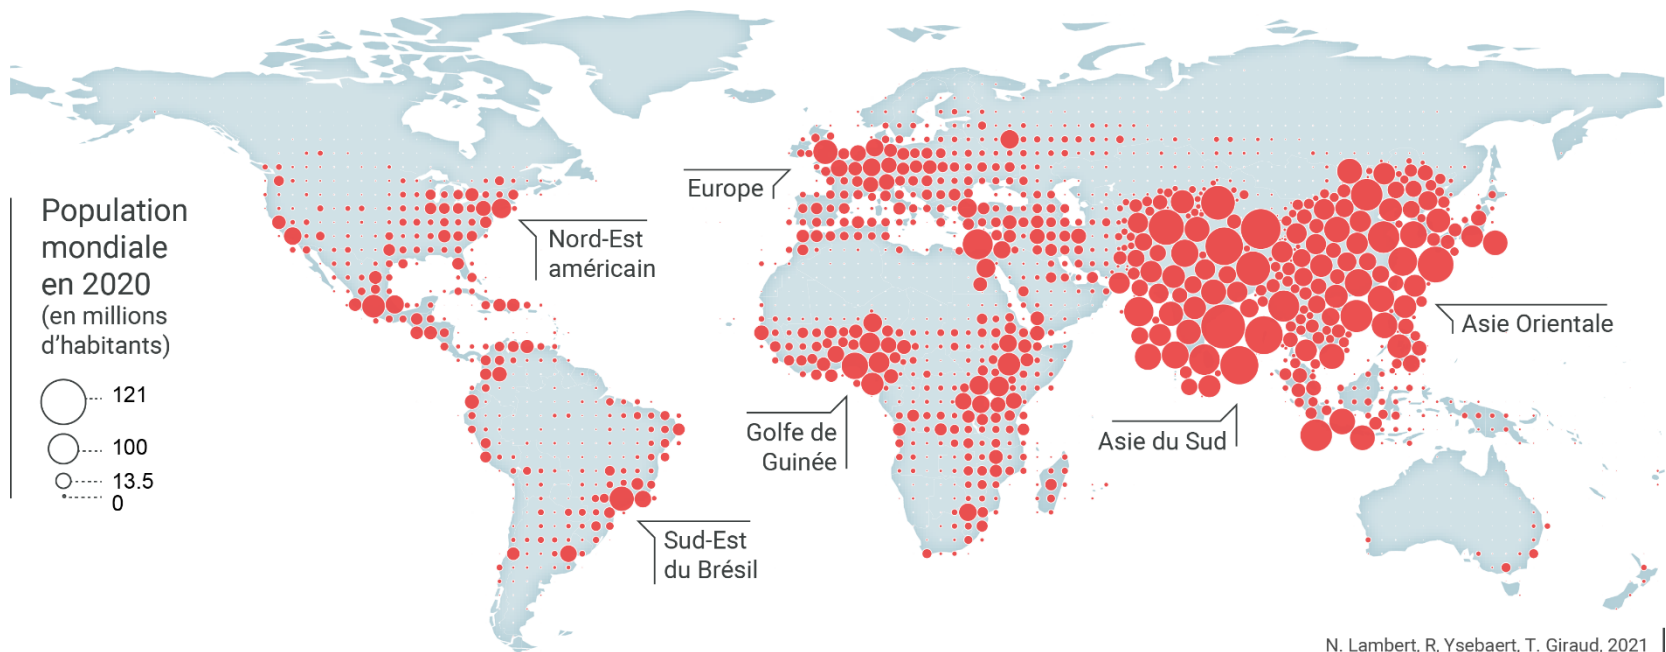 Population
mondiale
en 2020
(en millions
d'habitants)
121
100
13.5
0
Europe
Nord-Est
américain
Golfe de
Guinée
Asie du Sud
Asie Orientale
Sud-Est
du Brésil
N. Lambert, R. Ysebaert, T. Giraud, 2021